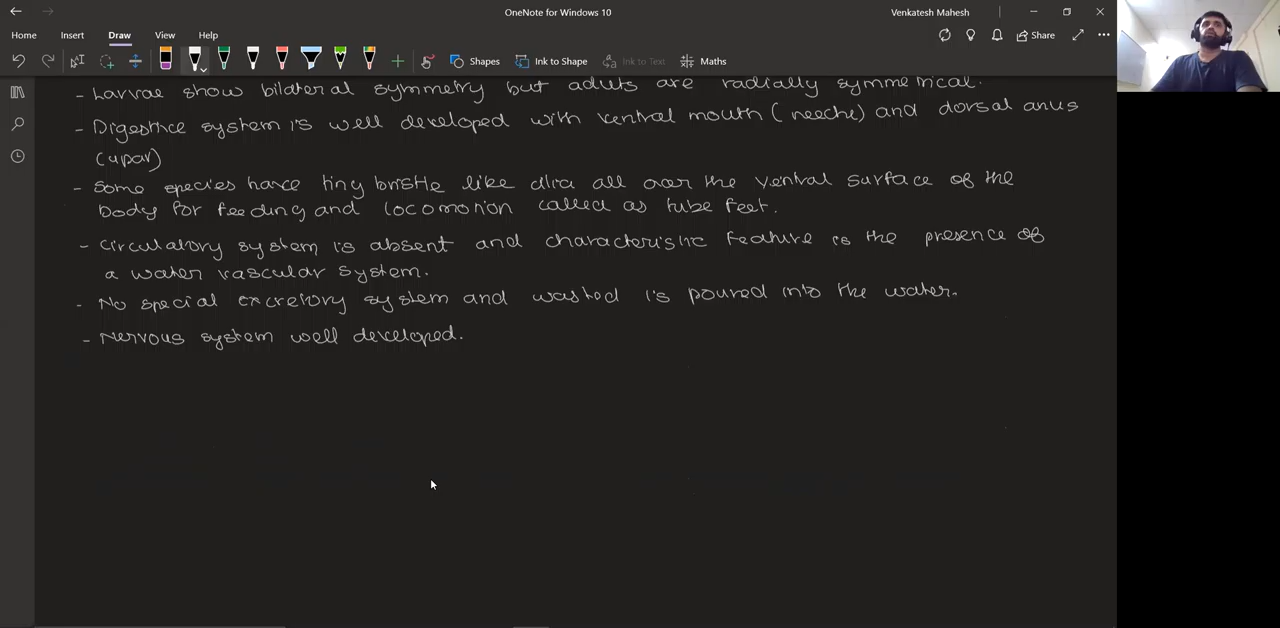 OneNote for Windows 10
Venkatesh Mahesh
Home Insert Draw View Help
Share
Shapes Ink to Shape Ink to Text Maths
- Larvae show bilateral symmetry but adults are radially symmetrical.
- Digestive system is well developed with ventral mouth (neeche) and dorsal anus
(upar)
- Some species have tiny bristle like cilia all over the ventral surface of the
body for feeding and locomotion called as tube feet.
- Circulatory system is absent and characteristic feature is the presence of
a water vascular system.
- No special excretory system and wasted is poured into the water.
- Nervous system well developed.